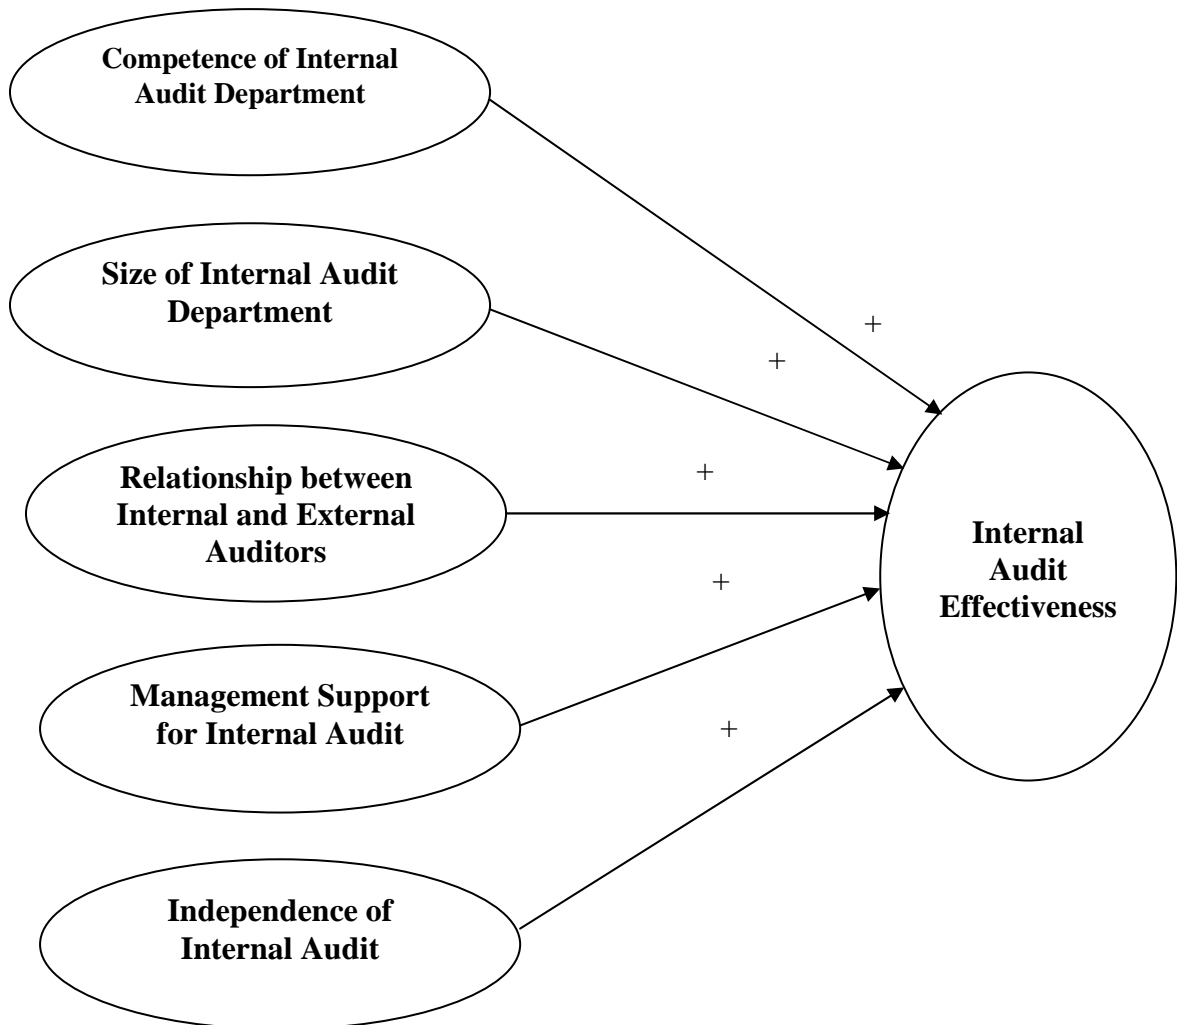 Competence of Internal
Audit Department
+
Size of Internal Audit
Department
+
Relationship between
Internal and External
Auditors
+
Internal
Audit
Effectiveness
+
Management Support
for Internal Audit
+
Independence of
Internal Audit